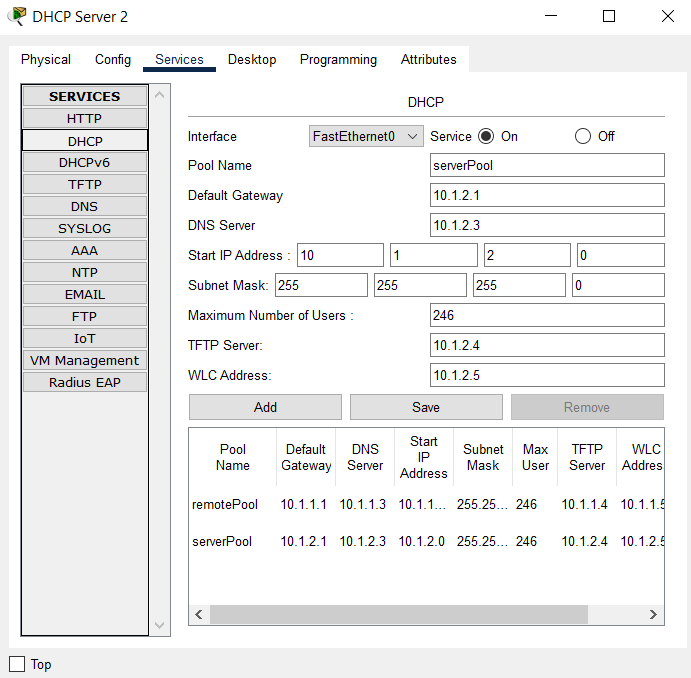 DHCP Server 2
Physical Config Services Desktop Programming Attributes
SERVICES
HTTP
DHCP
DHCPv6
TFTP
DNS
SYSLOG
AAA
NTP
EMAIL
FTP
IoT
VM Management
Radius EAP
DHCP
Interface FastEthernet0 Service On Off
Pool Name serverPool
Default Gateway 10.1.2.1
DNS Server 10.1.2.3
Start IP Address : 10 1 2 0
Subnet Mask: 255 255 255 0
Maximum Number of Users : 246
TFTP Server: 10.1.2.4
WLC Address: 10.1.2.5
Add Save Remove
Pool Name Default Gateway DNS Server Start IP Address Subnet Mask Max User TFTP Server WLC Address
remotePool 10.1.1.1 10.1.1.3 10.1.1... 255.25... 246 10.1.1.4 10.1.1.5
serverPool 10.1.2.1 10.1.2.3 10.1.2.0 255.25... 246 10.1.2.4 10.1.2.5
Top